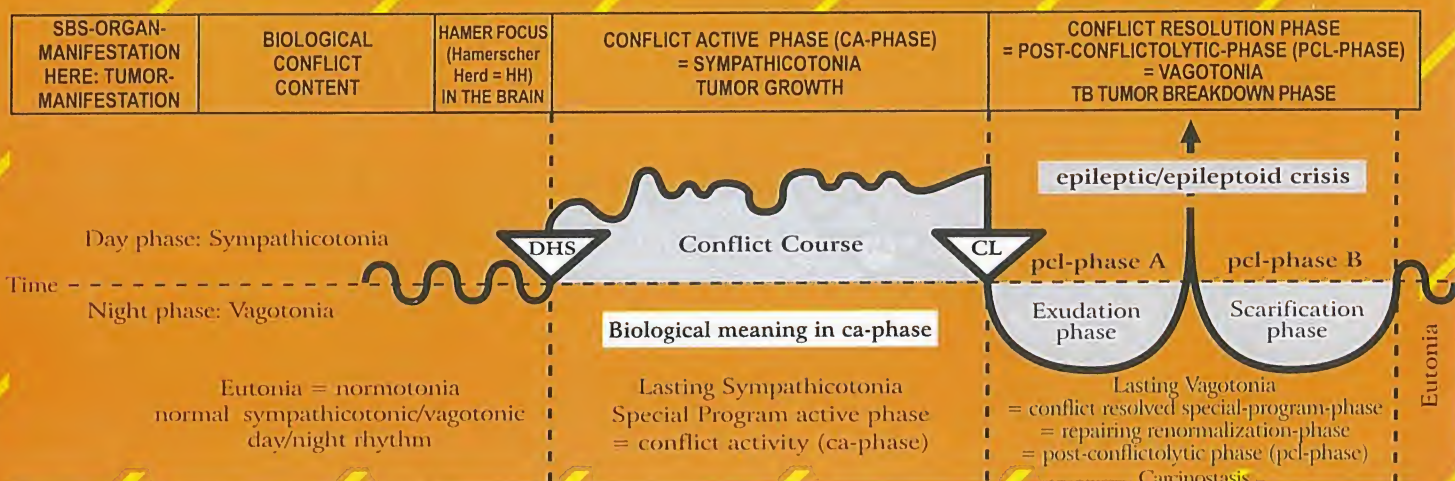 SBS-ORGAN-
MANIFESTATION
HERE: TUMOR-
MANIFESTATION
BIOLOGICAL
CONFLICT
CONTENT
HAMER FOCUS
(Hamerscher
Herd = HH)
IN THE BRAIN
CONFLICT ACTIVE PHASE (CA-PHASE)
= SYMPATHICOTONIA
TUMOR GROWTH
CONFLICT RESOLUTION PHASE
= POST-CONFLICTOLYTIC-PHASE (PCL-PHASE)
= VAGOTONIA
TB TUMOR BREAKDOWN PHASE
epileptic/epileptoid crisis
Day phase: Sympathicotonia
DHS
Conflict Course
CL
pcl-phase A
pcl-phase B
Time
Night phase: Vagotonia
Exudation
phase
Scarification
phase
Biological meaning in ca-phase
Eutonia = normotonia
normal sympathicotonic/vagotonic
day/night rhythm
Lasting Sympathicotonia
Special Program active phase
= conflict activity (ca-phase)
Lasting Vagotonia
= conflict resolved special-program-phase
= repairing renormalization-phase
= post-conflictolytic phase (pcl-phase)
Carcinostasis
Eutonia